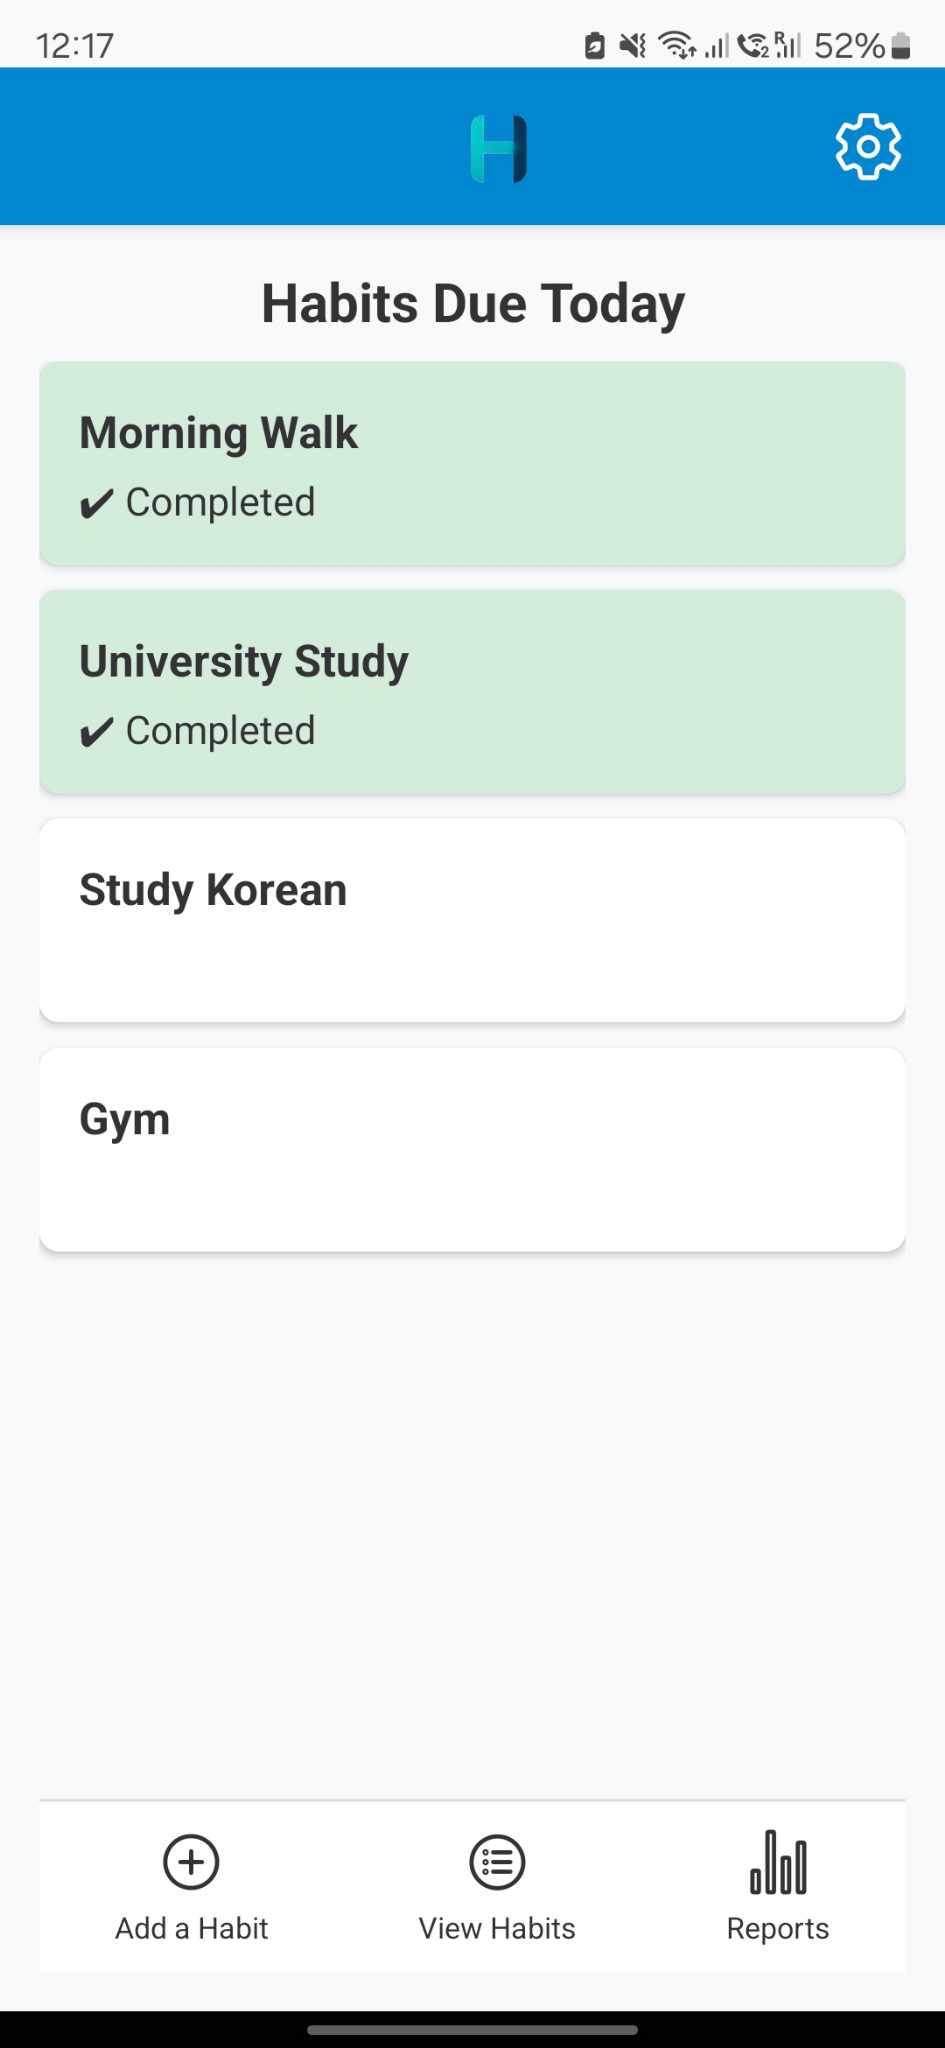 12:17 R 2 52%
H
Habits Due Today
Morning Walk
✔ Completed
University Study
✔ Completed
Study Korean
Gym
Add a Habit View Habits Reports